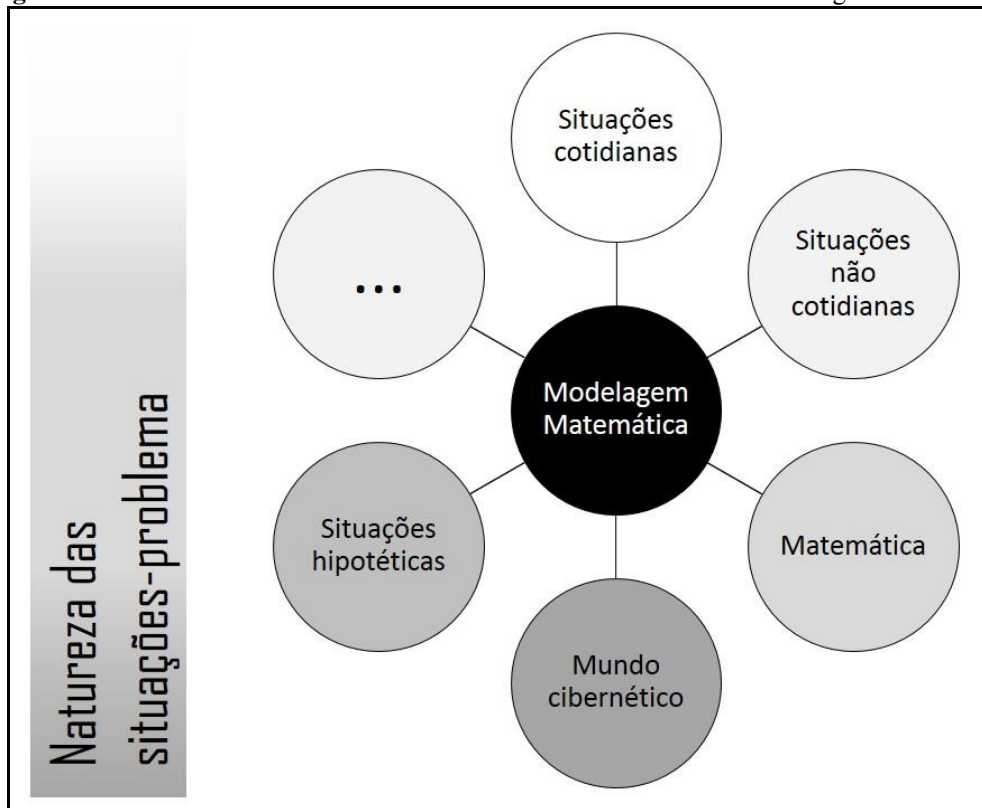 Situações
cotidianas
Situações
não
cotidianas
Matemática
Mundo
cibernético
Situações
hipotéticas
...
Modelagem
Matemática
Natureza das
situações-problema